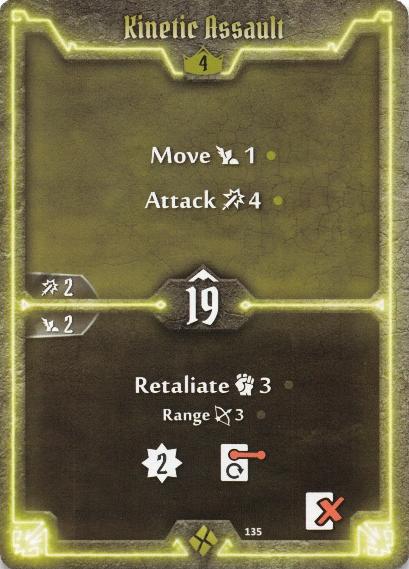 Kinetic Assault
4
Move 1
Attack 4
2
19
2
Retaliate 3
Range 3
2
135